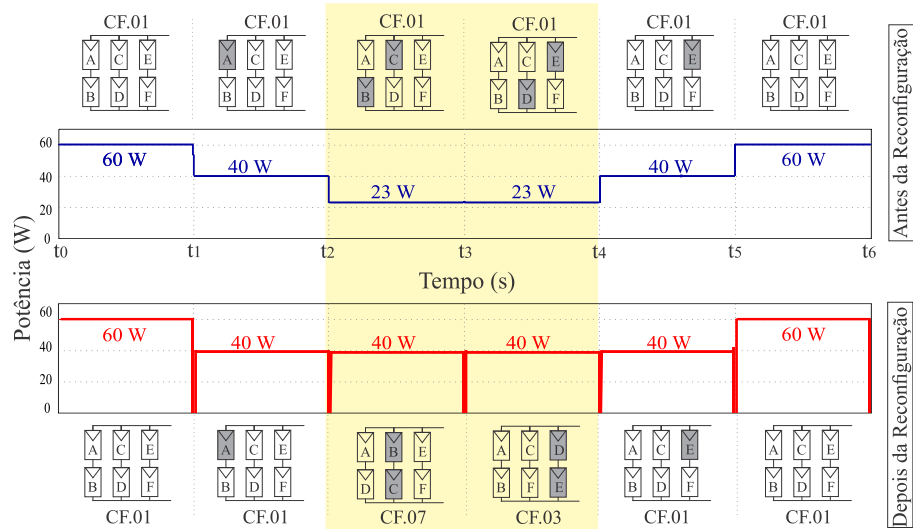 CF.01 CF.01 CF.01 CF.01 CF.01 CF.01
A C E A C E A C E A C E A C E A C E
B D F B D F B D F B D F B D F B D F
Antes da Reconfiguração
60
40
20
0
60 W 40 W 23 W 23 W 40 W 60 W
t0 t1 t2 t3 t4 t5 t6
Tempo (s)
Potência (W)
60
40
20
0
60 W 40 W 40 W 40 W 40 W 60 W
Depois da Reconfiguração
A C E A C E A B E A C D A C E A C E
B D F B D F D C F B F E B D F B D F
CF.01 CF.01 CF.07 CF.03 CF.01 CF.01